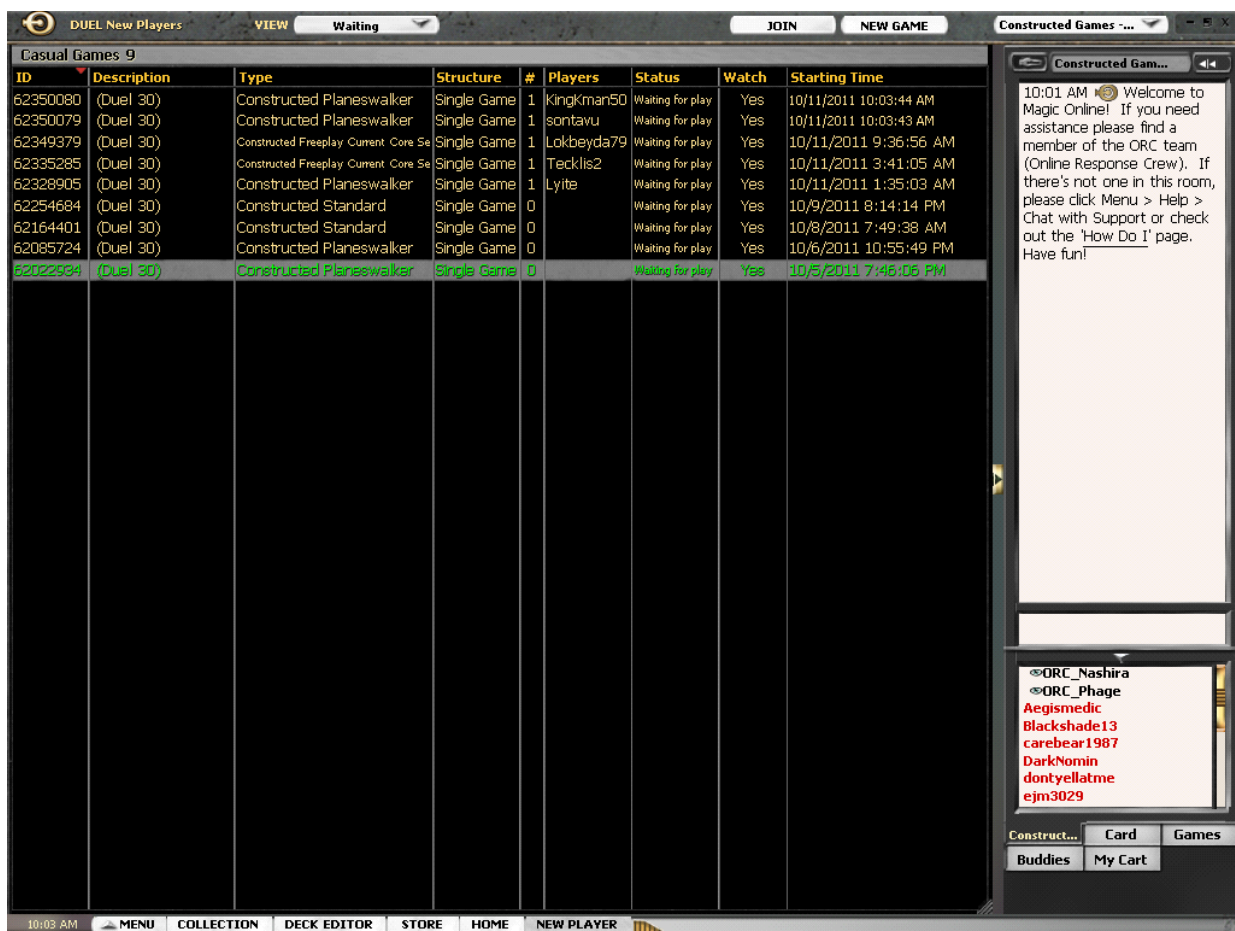 DUEL New Players VIEW Waiting JOIN NEW GAME Constructed Games -...
Casual Games 9
ID Description Type Structure # Players Status Watch Starting Time
62350080 (Duel 30) Constructed Planeswalker Single Game 1 KingKman50 Waiting for play Yes 10/11/2011 10:03:44 AM
62350079 (Duel 30) Constructed Planeswalker Single Game 1 sontavu Waiting for play Yes 10/11/2011 10:03:43 AM
62349379 (Duel 30) Constructed Freeplay Current Core Se Single Game 1 Lokbeyda79 Waiting for play Yes 10/11/2011 9:36:56 AM
62335285 (Duel 30) Constructed Freeplay Current Core Se Single Game 1 Tecklis2 Waiting for play Yes 10/11/2011 3:41:05 AM
62328905 (Duel 30) Constructed Planeswalker Single Game 1 Lyite Waiting for play Yes 10/11/2011 1:35:03 AM
62254684 (Duel 30) Constructed Standard Single Game 0 Waiting for play Yes 10/9/2011 8:14:14 PM
62164401 (Duel 30) Constructed Standard Single Game 0 Waiting for play Yes 10/8/2011 7:49:38 AM
62085724 (Duel 30) Constructed Planeswalker Single Game 0 Waiting for play Yes 10/6/2011 10:55:49 PM
62022934 (Duel 30) Constructed Planeswalker Single Game 0 Waiting for play Yes 10/5/2011 7:46:06 PM
Constructed Gam...
10:01 AM Welcome to
Magic Online! If you need
assistance please find a
member of the ORC team
(Online Response Crew). If
there's not one in this room,
please click Menu > Help >
Chat with Support or check
out the 'How Do I' page.
Have fun!
ORC_Nashira
ORC_Phage
Aegismedic
Blackshade13
carebear1987
DarkNomin
dontyellatme
ejm3029
Construct... Card Games
Buddies My Cart
10:03 AM MENU COLLECTION DECK EDITOR STORE HOME NEW PLAYER